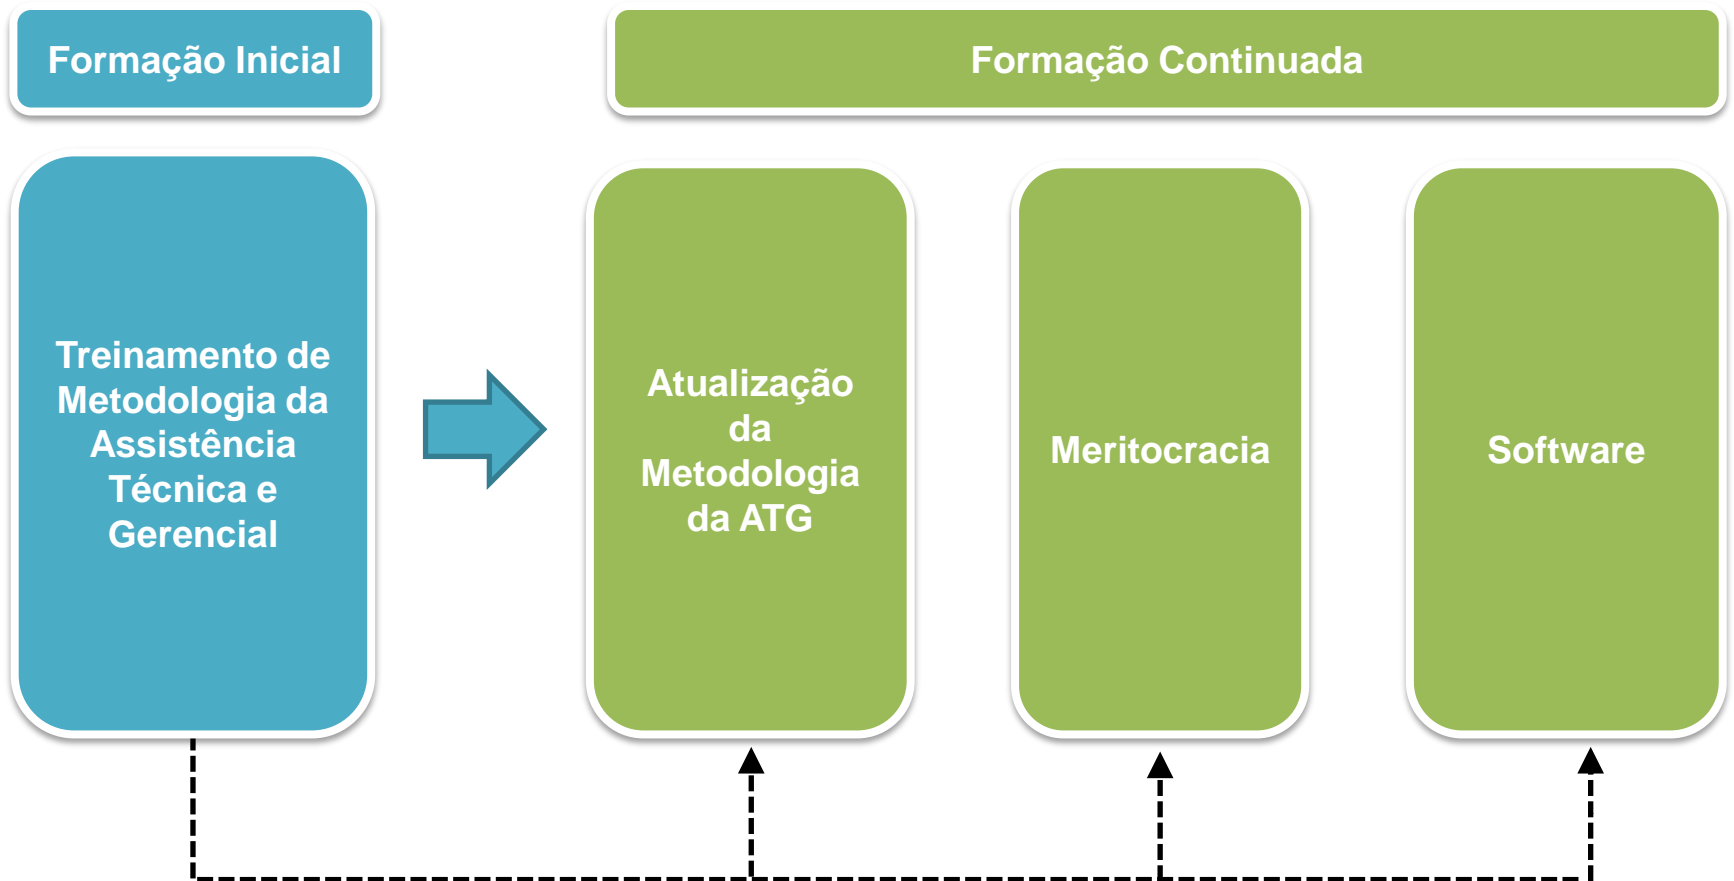 Formação Inicial
Formação Continuada
Treinamento de
Metodologia da
Assistência
Técnica e
Gerencial
Atualização
da
Metodologia
da ATG
Meritocracia
Software